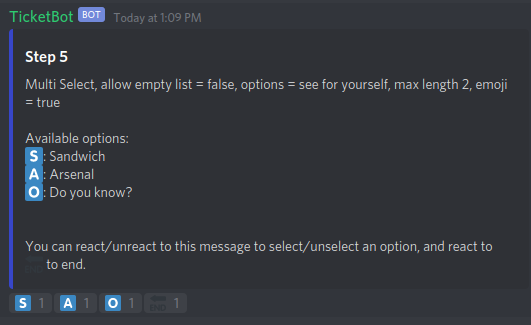 TicketBot BOT Today at 1:09 PM
Step 5
Multi Select, allow empty list = false, options = see for yourself, max length 2, emoji
= true
Available options:
S : Sandwich
A : Arsenal
O : Do you know?
You can react/unreact to this message to select/unselect an option, and react to
END to end.
S 1 A 1 O 1 END 1